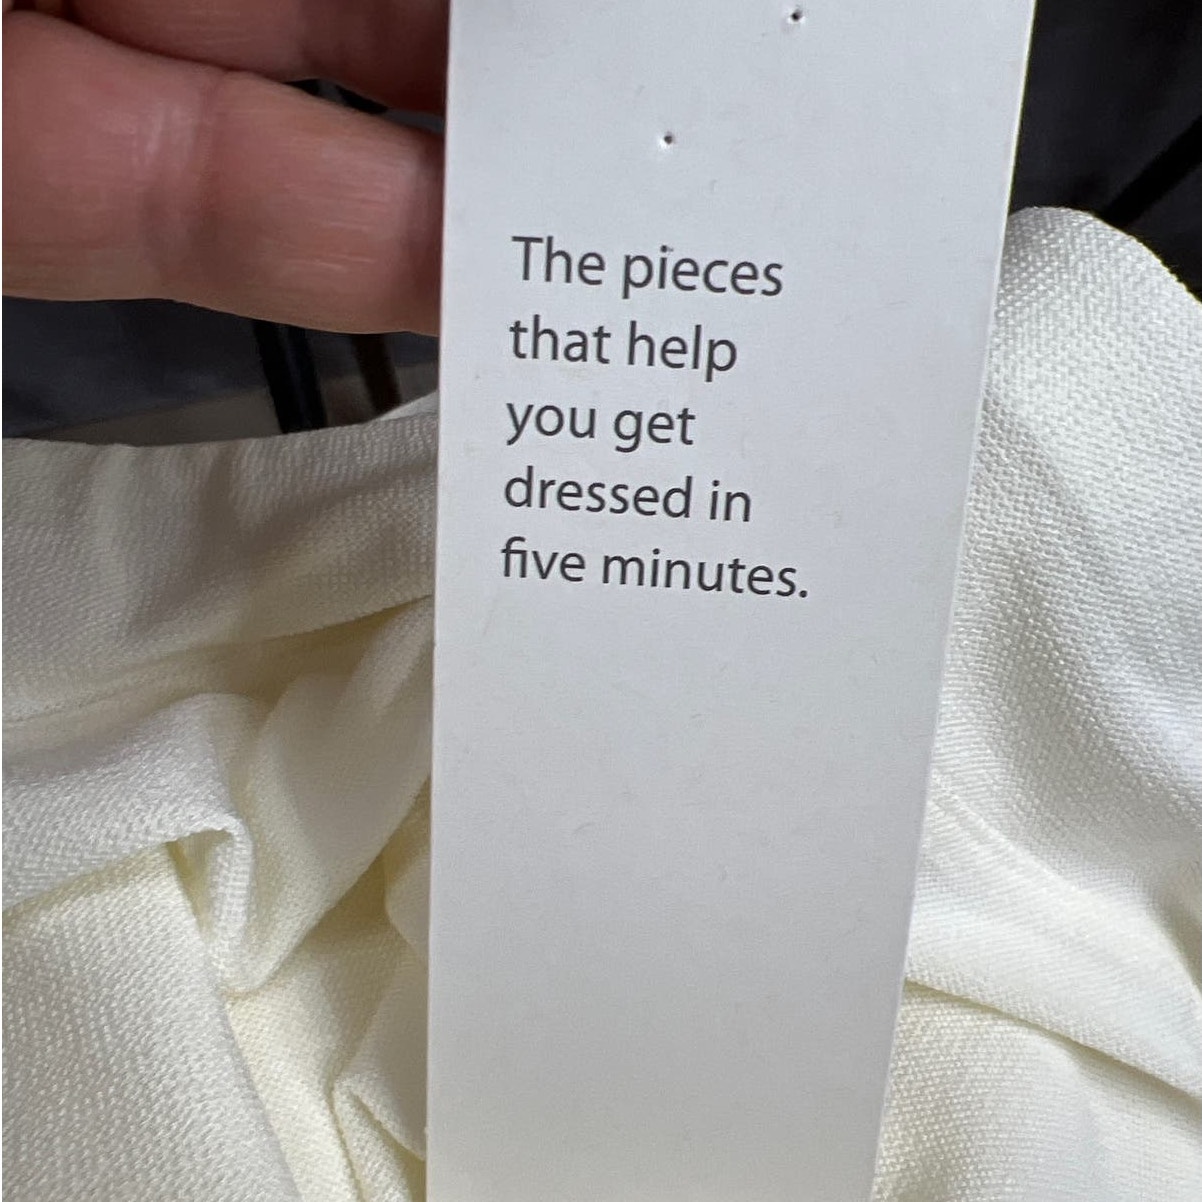 The pieces
that help
you get
dressed in
five minutes.